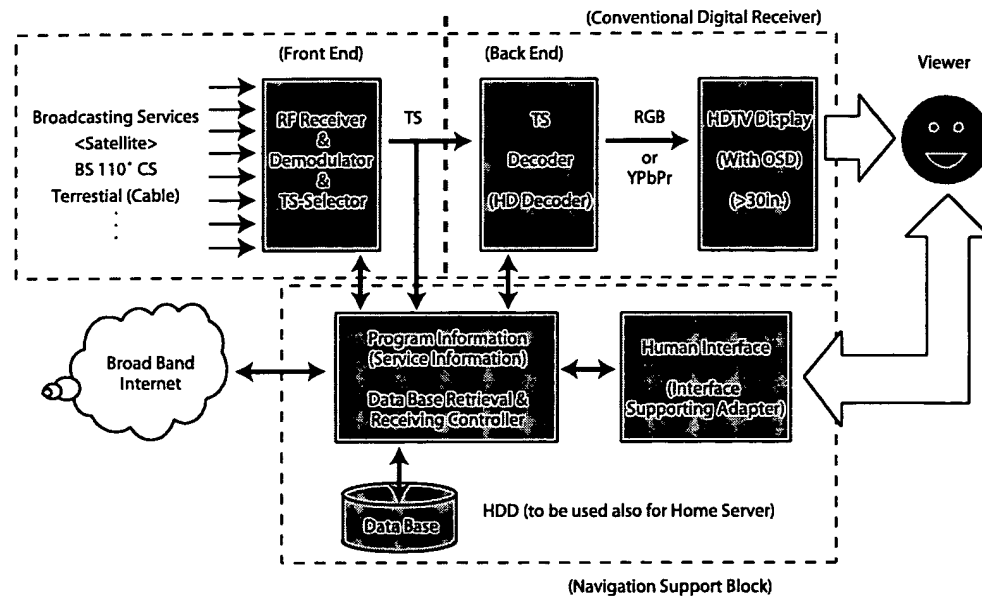 (Conventional Digital Receiver)
(Front End)
(Back End)
Viewer
Broadcasting Services
<Satellite>
BS 110° CS
Terrestial (Cable)
RF Receiver
&
Demodulator
&
TS-Selector
TS
TS
Decoder
(HD Decoder)
RGB
or
YPbPr
HDTV Display
(With OSD)
(>30in.)
Broad Band
Internet
Program Information
(Service Information)
Data Base Retrieval &
Receiving Controller
Human Interface
(Interface
Supporting Adapter)
Data Base
HDD (to be used also for Home Server)
(Navigation Support Block)